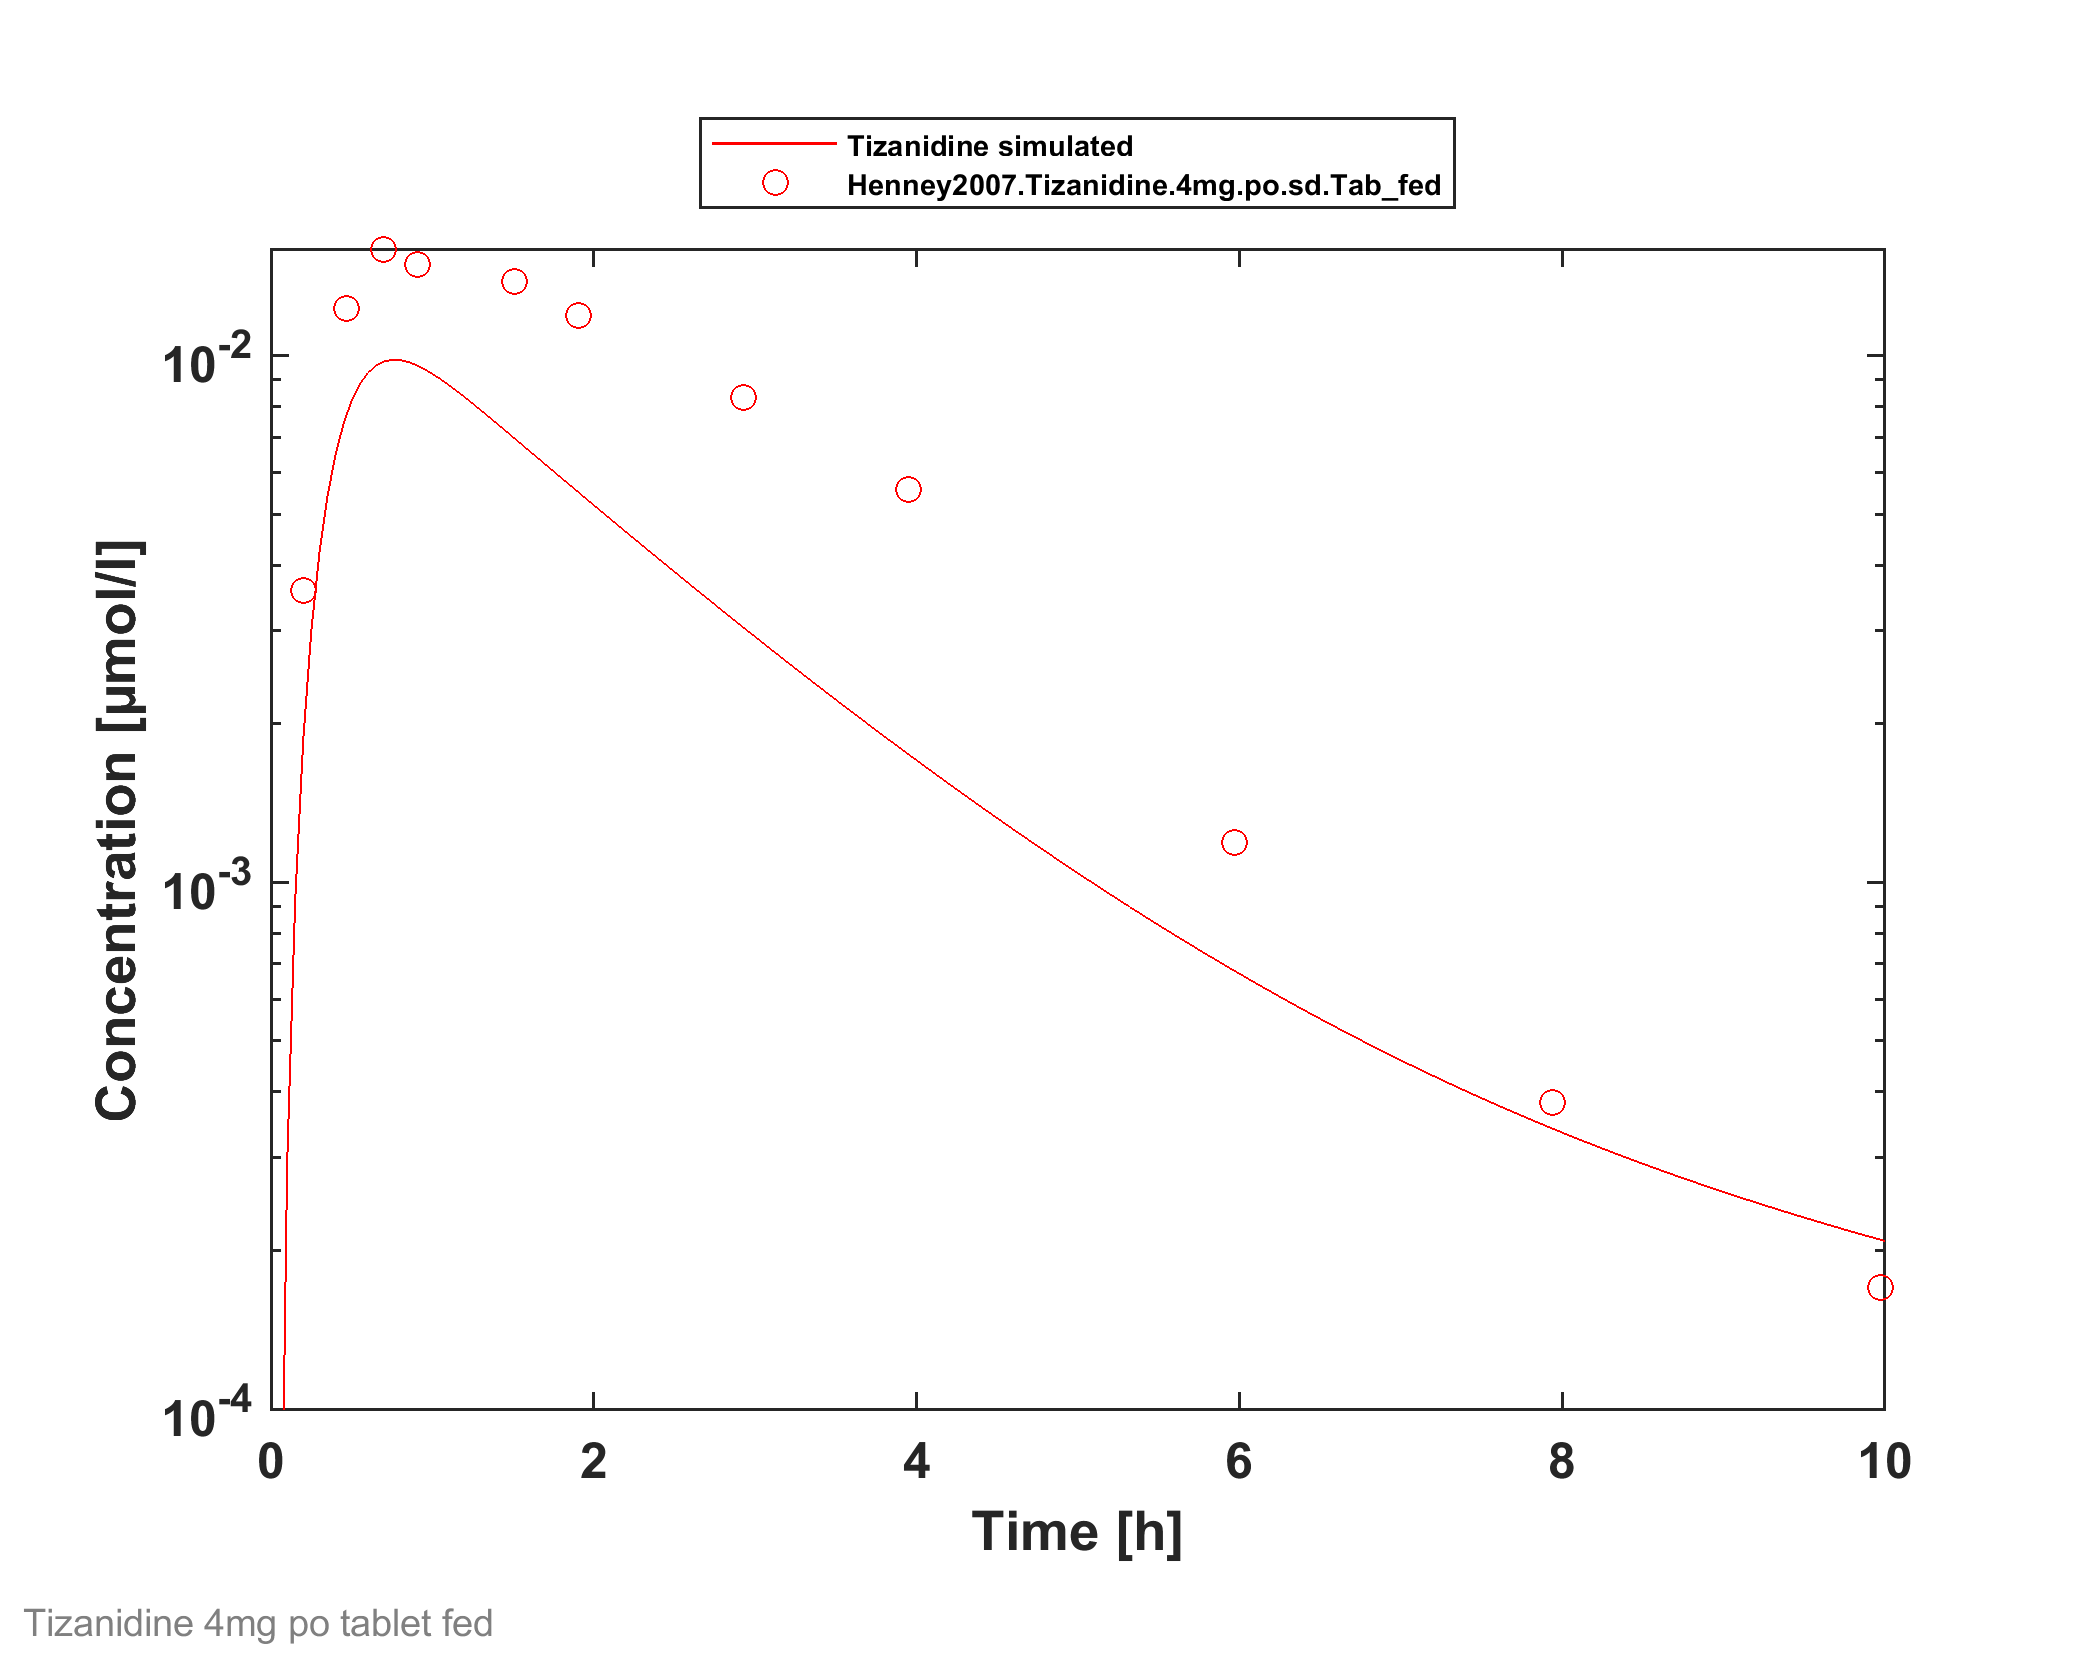 Tizanidine simulated
Henney2007.Tizanidine.4mg.po.sd.Tab_fed
Concentration [µmol/l]
10-2
10-3
10-4
0 2 4 6 8 10
Time [h]
Tizanidine 4mg po tablet fed